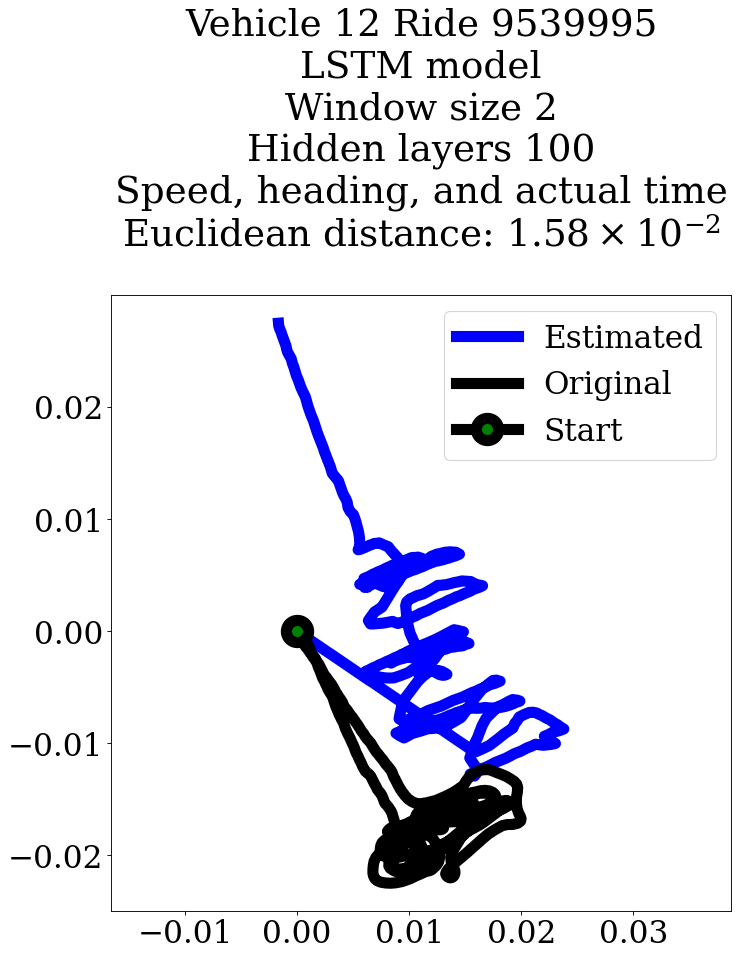 Vehicle 12 Ride 9539995
LSTM model
Window size 2
Hidden layers 100
Speed, heading, and actual time
Euclidean distance: 1.58 × 10⁻²
Estimated
Original
Start
0.02
0.01
0.00
−0.01
−0.02
−0.01 0.00 0.01 0.02 0.03